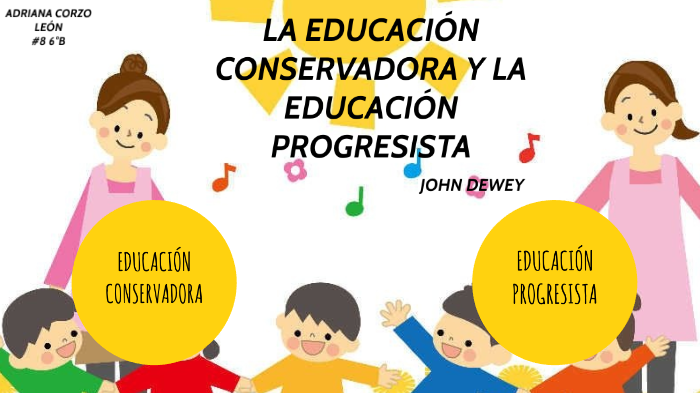 ADRIANA CORZO
LEÓN
#8 6°B
LA EDUCACIÓN
CONSERVADORA Y LA
EDUCACIÓN
PROGRESISTA
JOHN DEWEY
EDUCACIÓN
CONSERVADORA
EDUCACIÓN
PROGRESISTA